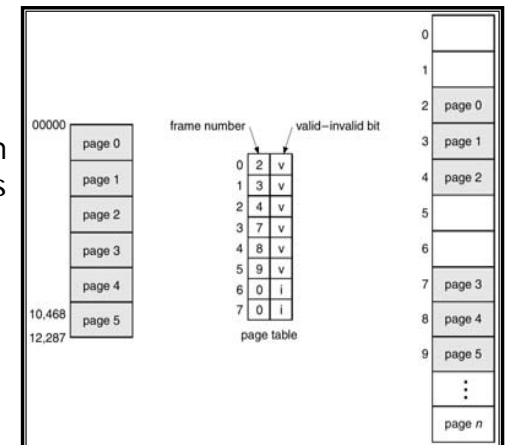 n
s
00000
page 0
page 1
page 2
page 3
page 4
10,468
page 5
12,287
frame number
valid–invalid bit
0 2 v
1 3 v
2 4 v
3 7 v
4 8 v
5 9 v
6 0 i
7 0 i
page table
0
1
2 page 0
3 page 1
4 page 2
5
6
7 page 3
8 page 4
9 page 5
⋮
page n